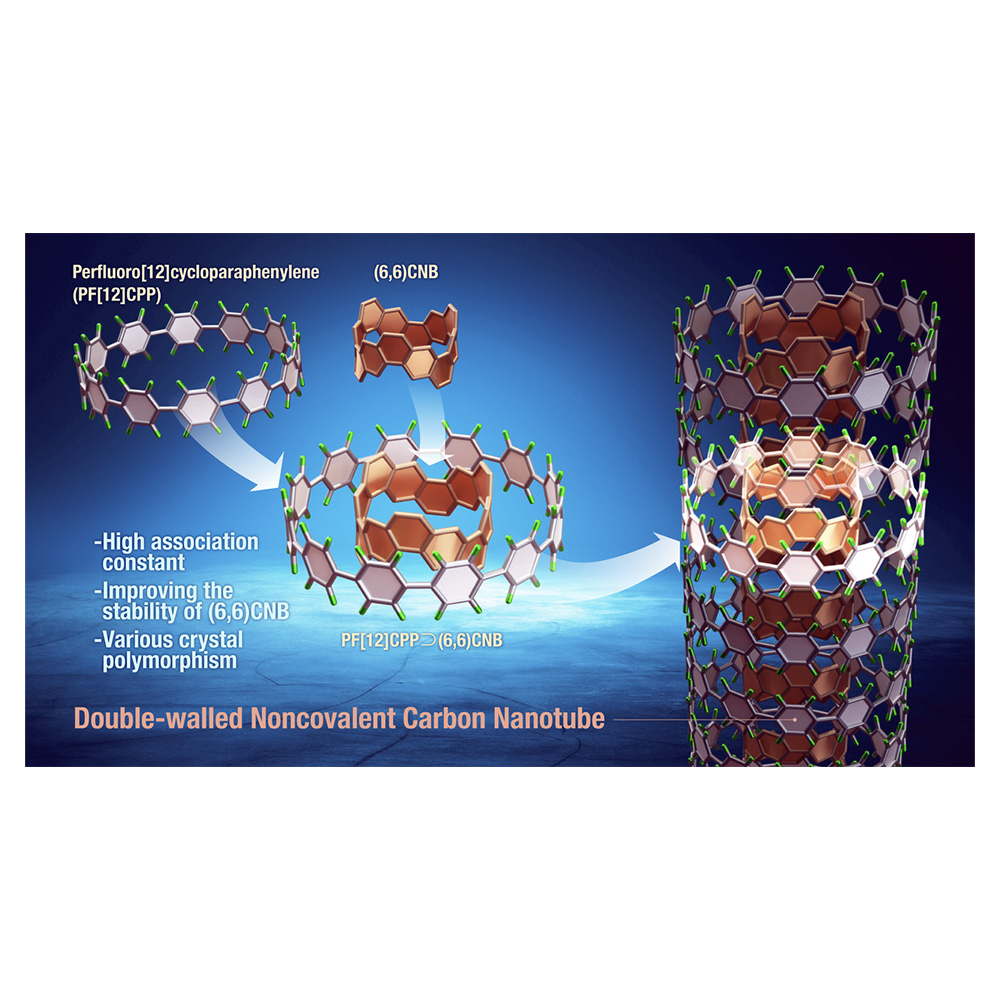 Perfluoro[12]cycloparaphenylene
(PF[12]CPP)
(6,6)CNB
-High association
constant
-Improving the
stability of (6,6)CNB
-Various crystal
polymorphism
PF[12]CPP⊃(6,6)CNB
Double-walled Noncovalent Carbon Nanotube